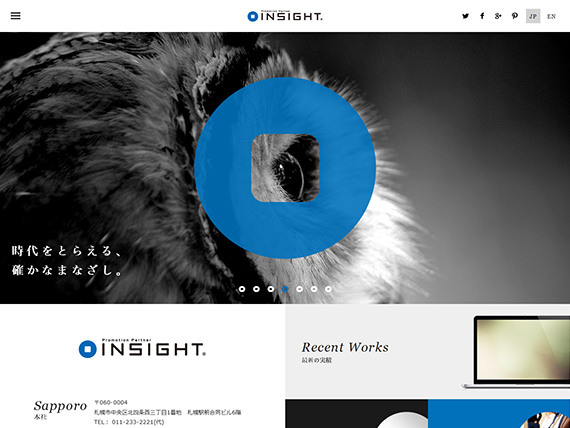 Promotion Partner
INSIGHT.
JP EN
時代をとらえる、
確かなまなざし。
Promotion Partner
INSIGHT.
Recent Works
最新の実績
Sapporo
本社
〒060-0004
札幌市中央区北四条西三丁目1番地 札幌駅前合同ビル6階
TEL： 011-233-2221(代)